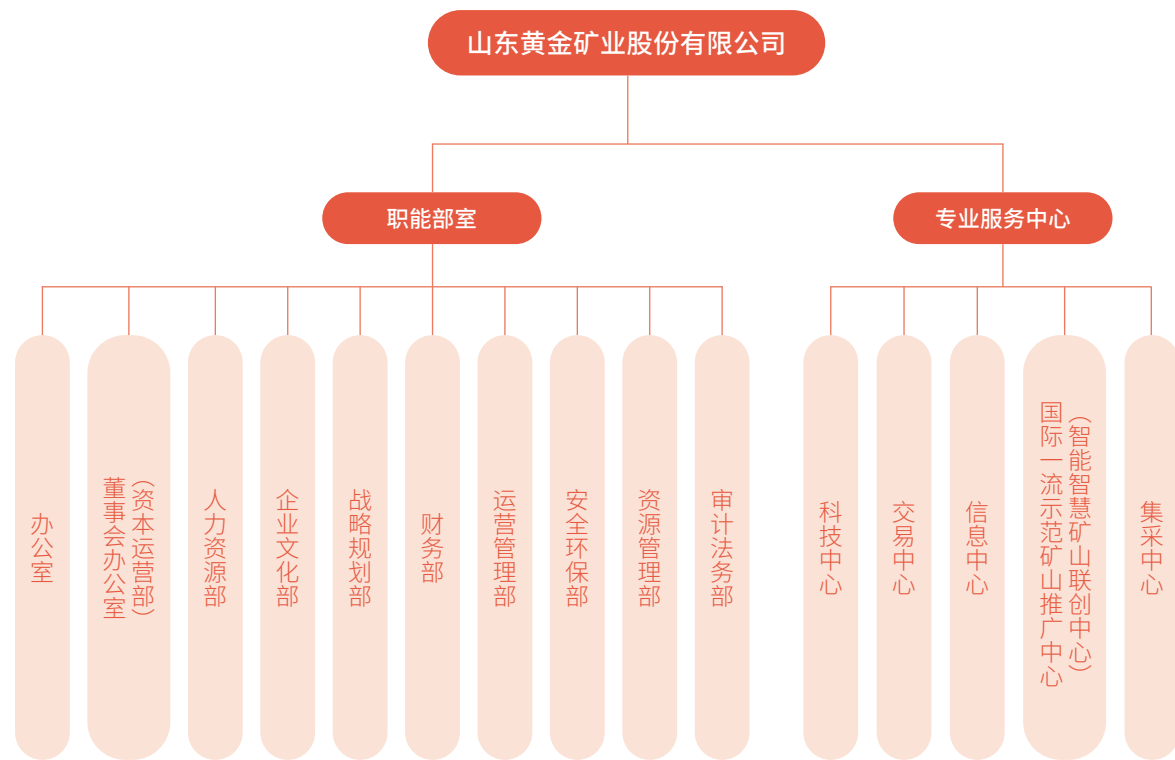 山东黄金矿业股份有限公司
职能部室
专业服务中心
办公室
董事会办公室
（资本运营部）
人力资源部
企业文化部
战略规划部
财务部
运营管理部
安全环保部
资源管理部
审计法务部
科技中心
交易中心
信息中心
国际一流示范矿山推广中心
（智能智慧矿山联创中心）
集采中心